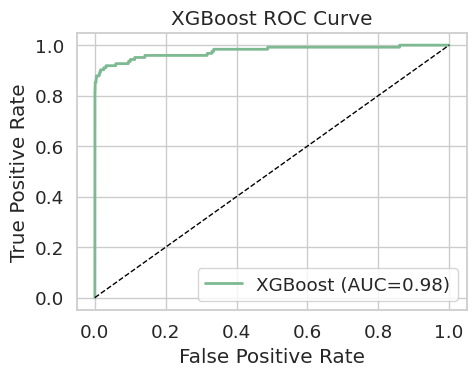 XGBoost ROC Curve
True Positive Rate
1.0
0.8
0.6
0.4
0.2
0.0
XGBoost (AUC=0.98)
0.0 0.2 0.4 0.6 0.8 1.0
False Positive Rate